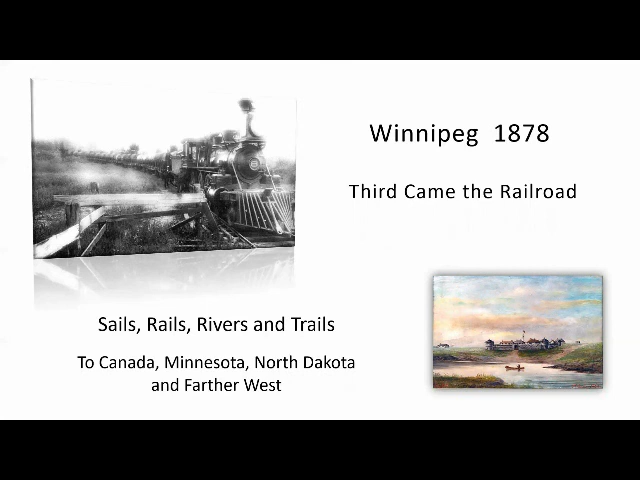 Winnipeg 1878
Third Came the Railroad
Sails, Rails, Rivers and Trails
To Canada, Minnesota, North Dakota
and Farther West